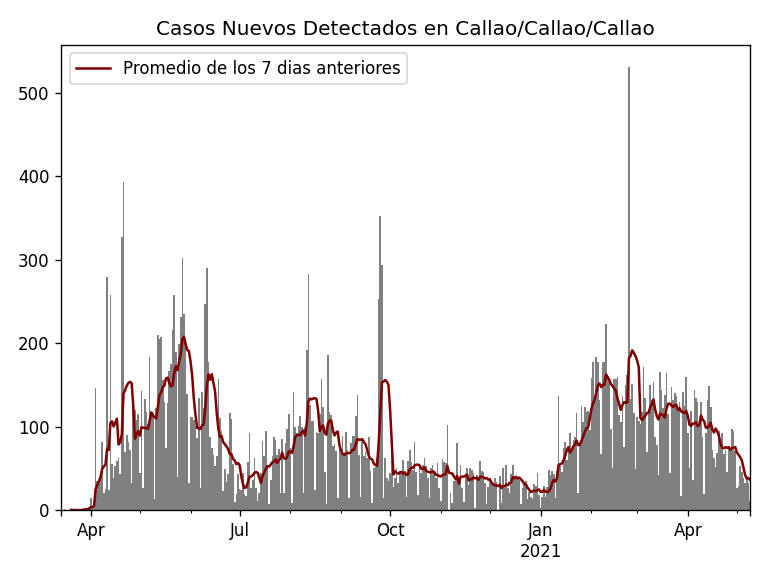 Casos Nuevos Detectados en Callao/Callao/Callao
Promedio de los 7 dias anteriores
500
400
300
200
100
0
Apr
Jul
Oct
Jan
2021
Apr